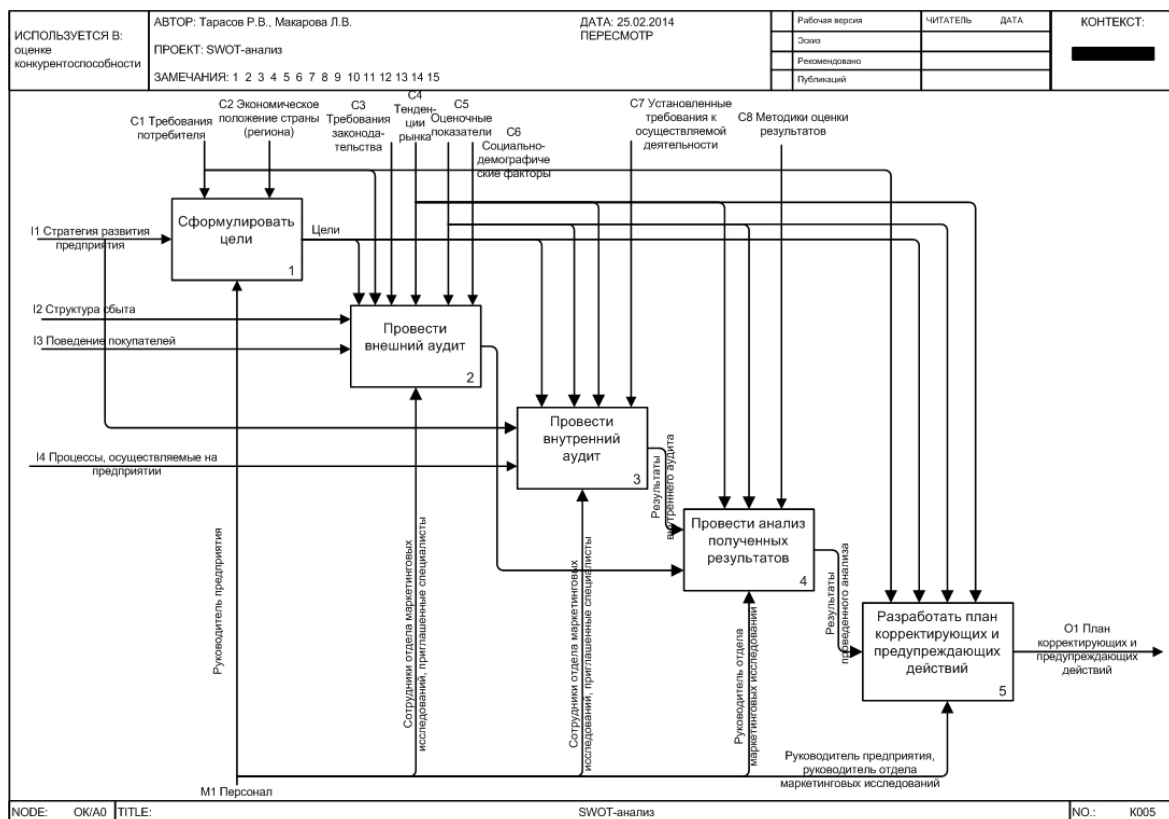 ИСПОЛЬЗУЕТСЯ В:
оценке
конкурентоспособности
АВТОР: Тарасов Р.В., Макарова Л.В.
ДАТА: 25.02.2014
ПЕРЕСМОТР
ПРОЕКТ: SWOT-анализ
ЗАМЕЧАНИЯ: 1 2 3 4 5 6 7 8 9 10 11 12 13 14 15
Рабочая версия
Эскиз
Рекомендовано
Публикаций
ЧИТАТЕЛЬ ДАТА
КОНТЕКСТ:
C1 Требования
потребителя
C2 Экономическое
положение страны
(региона)
C3
Требования
законода-
тельства
C4
Тенден-
ции
рынка
C5
Оценочные
показатели
C6
Социально-
демографиче
ские факторы
C7 Установленные
требования к
осуществляемой
деятельности
C8 Методики оценки
результатов
I1 Стратегия развития
предприятия
Сформулировать
цели
1
Цели
I2 Структура сбыта
I3 Поведение покупателей
Провести
внешний аудит
2
I4 Процессы, осуществляемые на
предприятии
Провести
внутренний
аудит
3
Результаты
внутреннего аудита
Провести анализ
полученных
результатов
4
Результаты
проведенного анализа
Разработать план
корректирующих и
предупреждающих
действий
5
O1 План
корректирующих и
предупреждающих
действий
Руководитель предприятия
Сотрудники отдела маркетинговых
исследований, приглашенные специалисты
Сотрудники отдела маркетинговых
исследований, приглашенные специалисты
Руководитель отдела
маркетинговых исследований
Руководитель предприятия,
руководитель отдела
маркетинговых исследований
M1 Персонал
NODE: ОК/А0
TITLE:
SWOT-анализ
NO.: К005